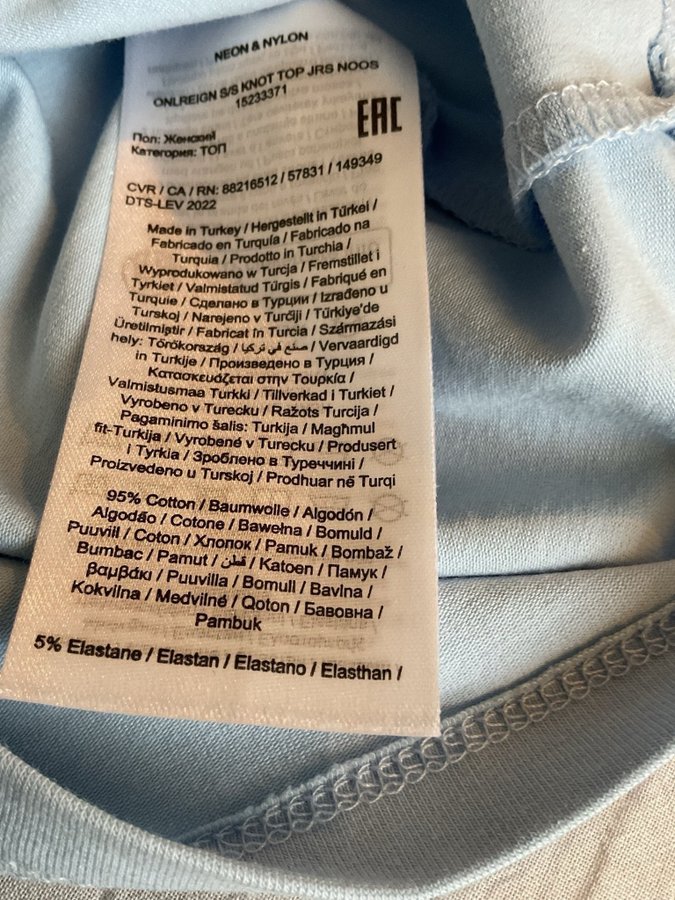 NEON & NYLON
ONLREIGN S/S KNOT TOP JRS NOOS
15233371
EAC
Пол: Женский
Категория: ТОП
CVR / CA / RN: 88216512 / 57831 / 149349
DTS-LEV 2022
Made in Turkey / Hergestellt in Türkei /
Fabricado en Turquía / Fabricado na
Turquia / Prodotto in Turchia /
Wyprodukowano w Turcja / Fremstillet i
Tyrkiet / Valmistatud Türgis / Fabriqué en
Turquie / Сделано в Турции / Izrađeno u
Turskoj / Narejeno v Turčiji / Türkiye'de
Üretilmiştir / Fabricat în Turcia / Származási
hely: Törökország / صنع في تركيا / Vervaardigd
in Turkije / Произведено в Турция /
Κατασκευάζεται στην Τουρκία /
Valmistusmaa Turkki / Tillverkad i Turkiet /
Vyrobeno v Turecku / Ražots Turcija /
Pagaminimo šalis: Turkija / Magħmul
fit-Turkija / Vyrobené v Turecku / Produsert
i Tyrkia / Зроблено в Туреччині /
Proizvedeno u Turskoj / Prodhuar në Turqi
95% Cotton / Baumwolle / Algodón /
Algodão / Cotone / Bawełna / Bomuld /
Puuvill / Coton / Хлопок / Pamuk / Bombaž /
Bumbac / Pamut / قطن / Katoen / Памук /
βαμβάκι / Puuvilla / Bomull / Bavlna /
Kokvilna / Medvilnė / Qoton / Бавовна /
Pambuk
5% Elastane / Elastan / Elastano / Elasthan /